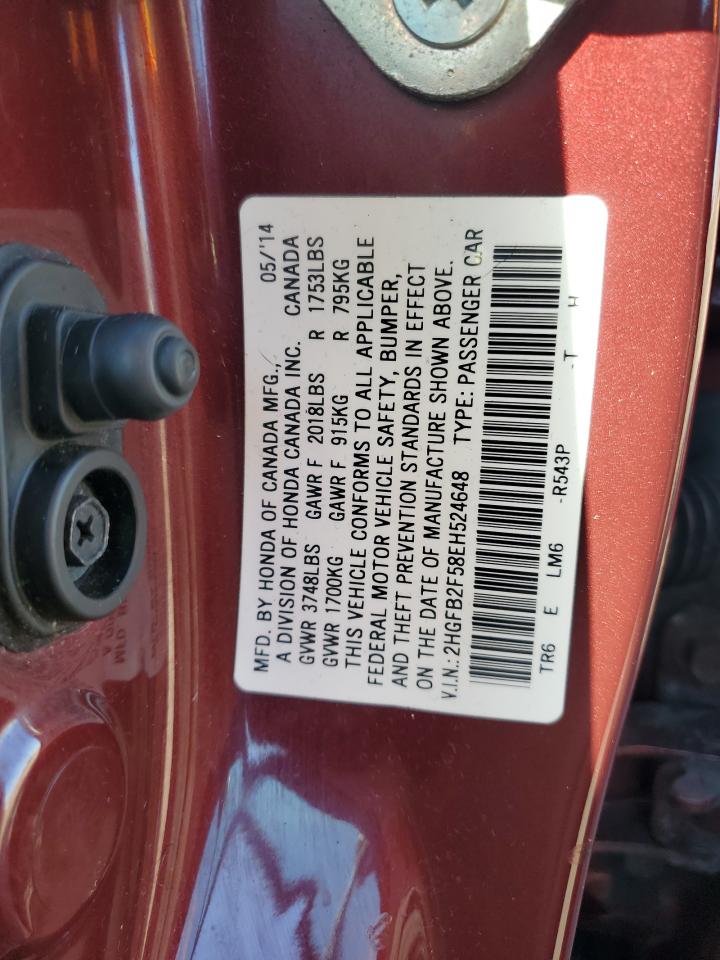 MFD. BY HONDA OF CANADA MFG., 05/'14
A DIVISION OF HONDA CANADA INC. CANADA
GVWR 3748LBS GAWR F 2018LBS R 1753LBS
GVWR 1700KG GAWR F 915KG R 795KG
THIS VEHICLE CONFORMS TO ALL APPLICABLE
FEDERAL MOTOR VEHICLE SAFETY, BUMPER,
AND THEFT PREVENTION STANDARDS IN EFFECT
ON THE DATE OF MANUFACTURE SHOWN ABOVE.
V.I.N.: 2HGFB2F58EH524648 TYPE: PASSENGER CAR
TR6 E LM6 -R543P -T H